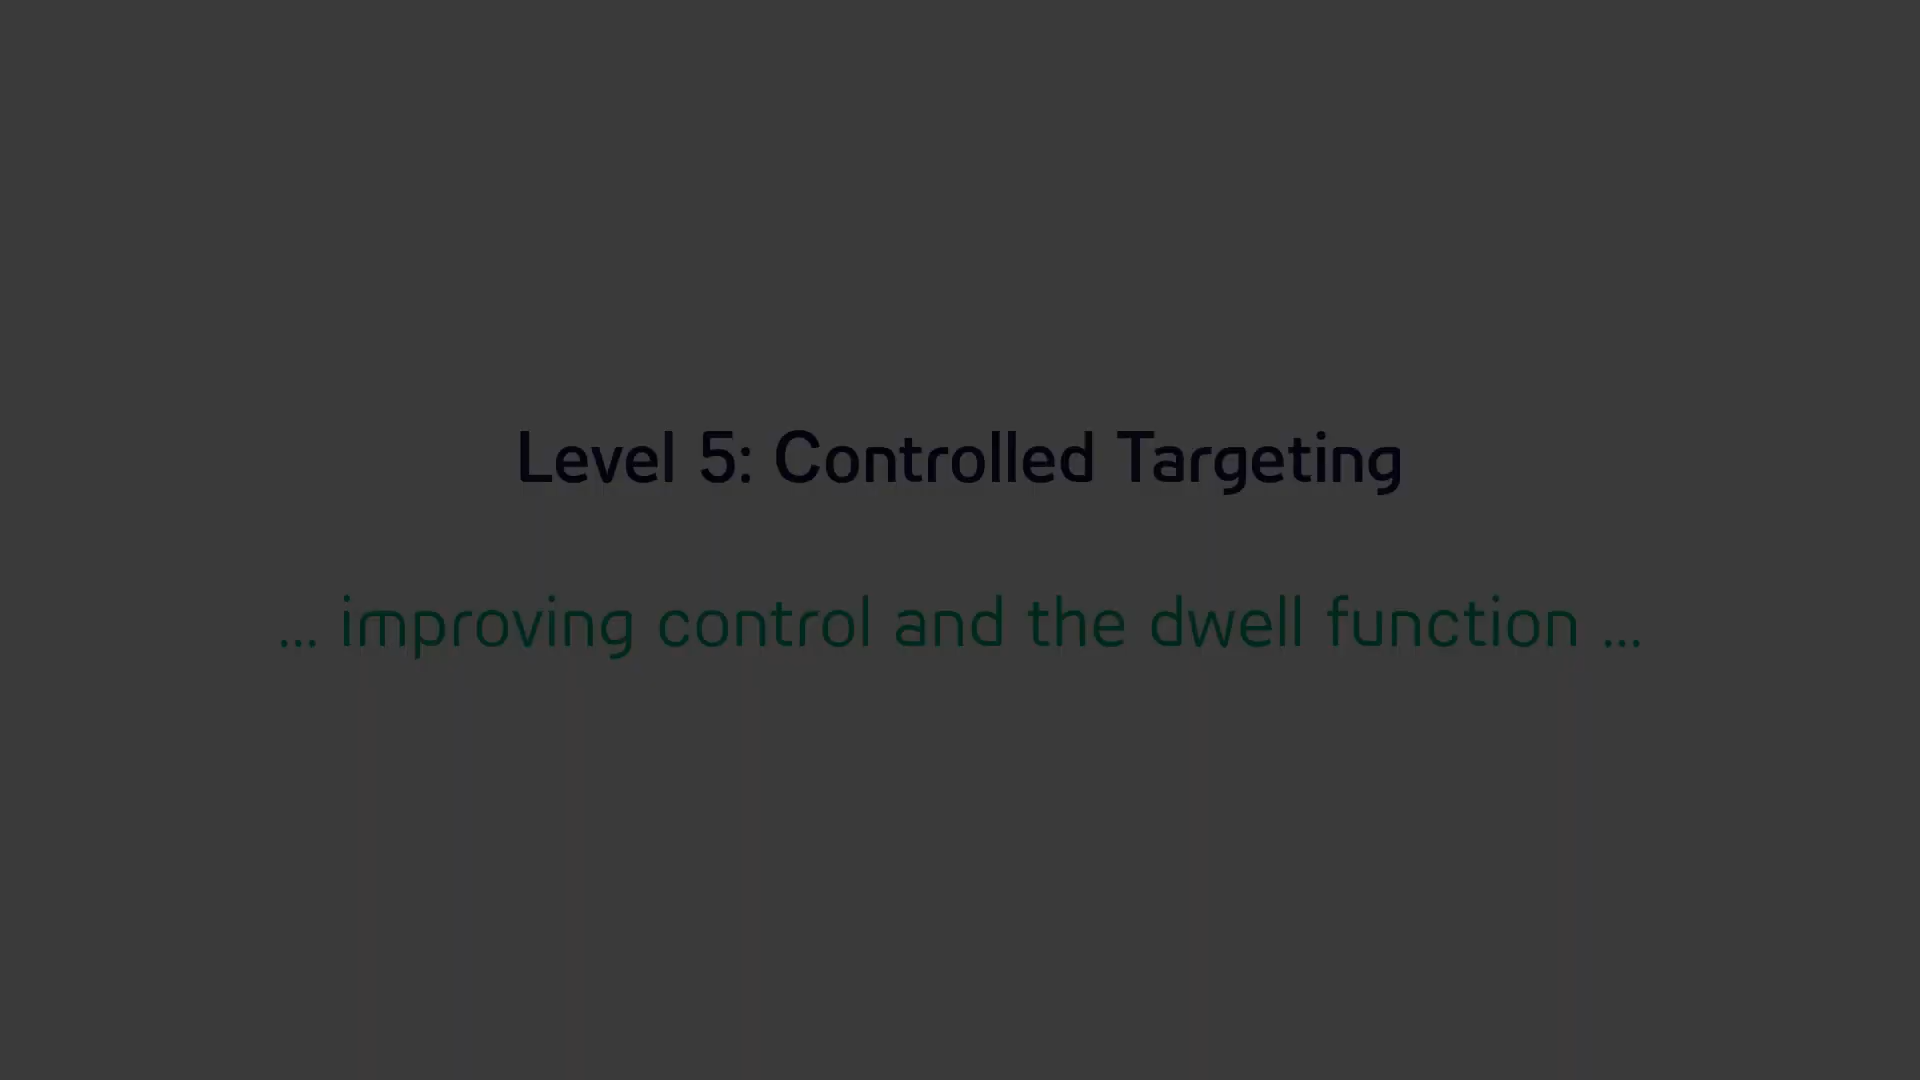 Level 5: Controlled Targeting
... improving control and the dwell function ...